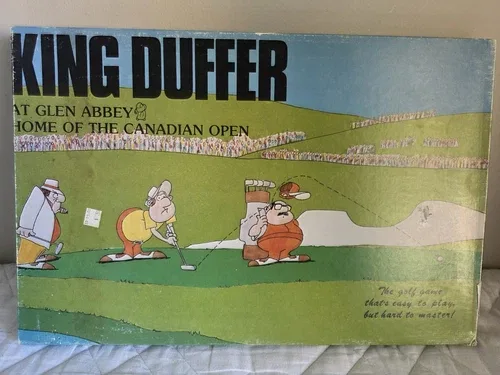 KING DUFFER
AT GLEN ABBEY
HOME OF THE CANADIAN OPEN
The golf game
that's easy to play,
but hard to master!